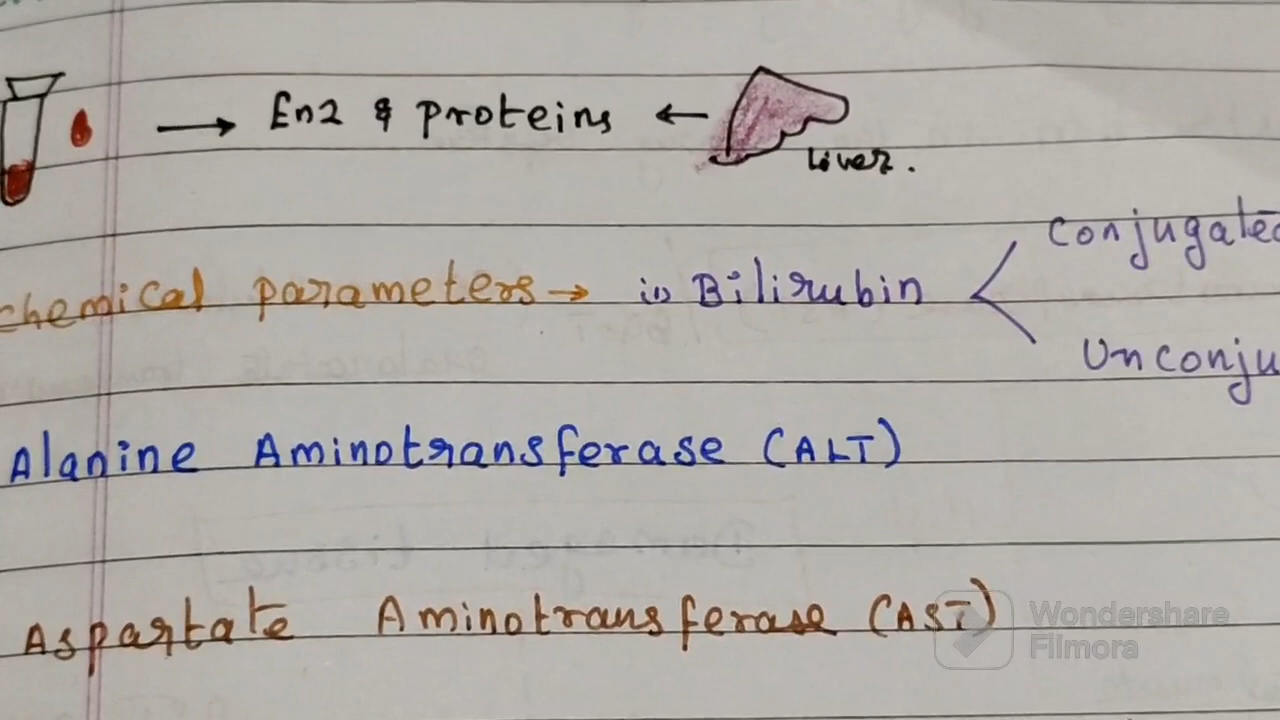 Enz & proteins
Liver.
chemical parameters → i) Bilirubin
Conjugated
Unconju
Alanine Aminotransferase (ALT)
Aspartate Aminotransferase (AST)
Wondershare
Filmora